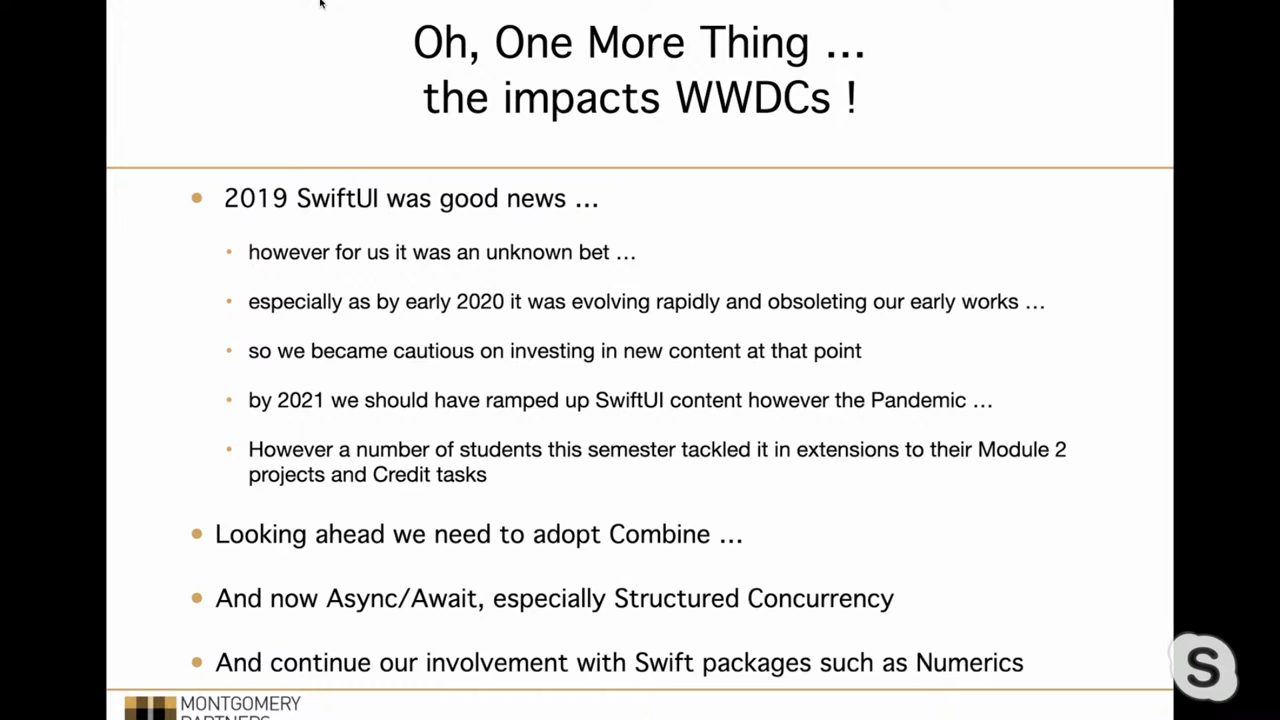 Oh, One More Thing ...
the impacts WWDCs !
• 2019 SwiftUI was good news ...
• however for us it was an unknown bet ...
• especially as by early 2020 it was evolving rapidly and obsoleting our early works ...
• so we became cautious on investing in new content at that point
• by 2021 we should have ramped up SwiftUI content however the Pandemic ...
• However a number of students this semester tackled it in extensions to their Module 2
projects and Credit tasks
• Looking ahead we need to adopt Combine ...
• And now Async/Await, especially Structured Concurrency
• And continue our involvement with Swift packages such as Numerics
MONTGOMERY
PARTNERS
S